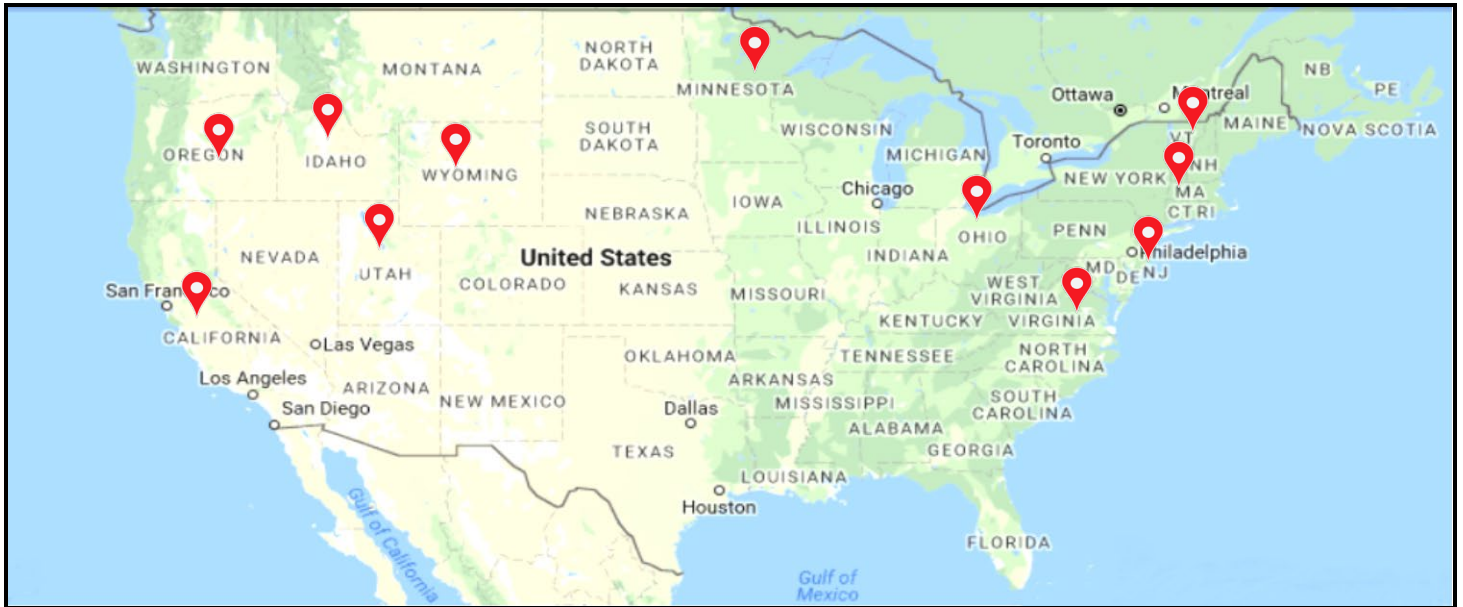 WASHINGTON
MONTANA
NORTH
DAKOTA
MINNESOTA
Ottawa
Montreal
NB
PE
MAINE
NOVA SCOTIA
OREGON
IDAHO
WYOMING
SOUTH
DAKOTA
WISCONSIN
MICHIGAN
Toronto
VT
NH
NEW YORK
MA
CT RI
Chicago
IOWA
NEBRASKA
ILLINOIS
INDIANA
OHIO
PENN
Philadelphia
MD
DE
NJ
NEVADA
UTAH
United States
COLORADO
KANSAS
MISSOURI
WEST
VIRGINIA
KENTUCKY
VIRGINIA
San Francisco
CALIFORNIA
Las Vegas
Los Angeles
San Diego
ARIZONA
NEW MEXICO
OKLAHOMA
ARKANSAS
TENNESSEE
NORTH
CAROLINA
SOUTH
CAROLINA
MISSISSIPPI
ALABAMA
GEORGIA
Dallas
TEXAS
LOUISIANA
Houston
FLORIDA
Gulf of California
Gulf of
Mexico